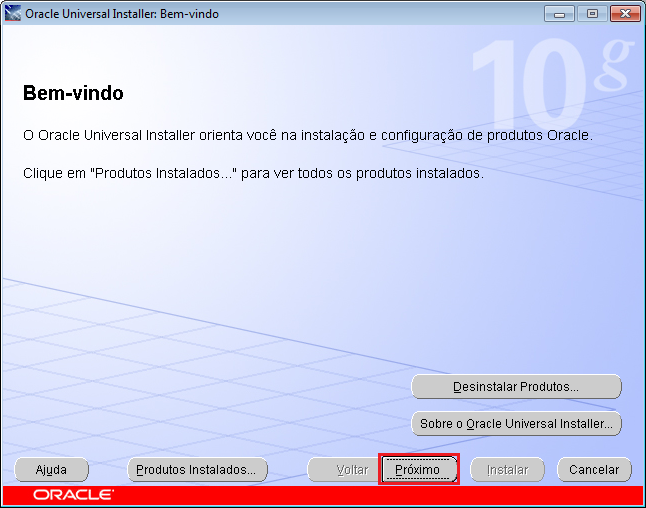 Oracle Universal Installer: Bem-vindo
10g
Bem-vindo
O Oracle Universal Installer orienta você na instalação e configuração de produtos Oracle.
Clique em "Produtos Instalados..." para ver todos os produtos instalados.
Desinstalar Produtos...
Sobre o Oracle Universal Installer...
Ajuda Produtos Instalados... Voltar Próximo Instalar Cancelar
ORACLE